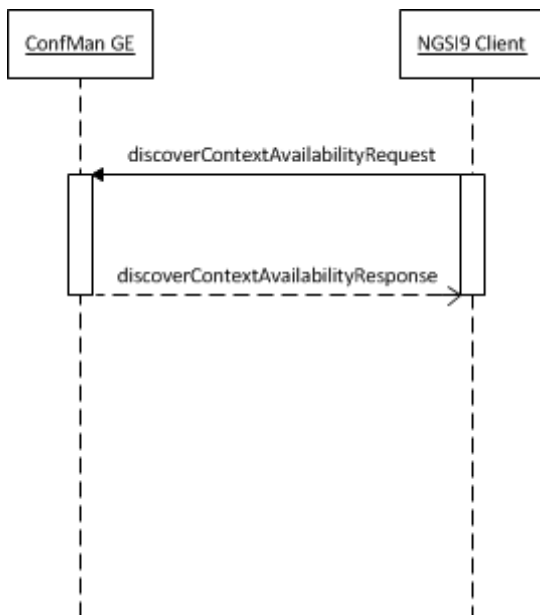 ConfMan GE
NGSI9 Client
discoverContextAvailabilityRequest
discoverContextAvailabilityResponse